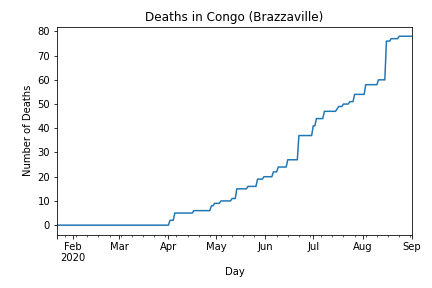 Deaths in Congo (Brazzaville)
80
70
60
50
40
30
20
10
0
Number of Deaths
Feb Mar Apr May Jun Jul Aug Sep
2020
Day